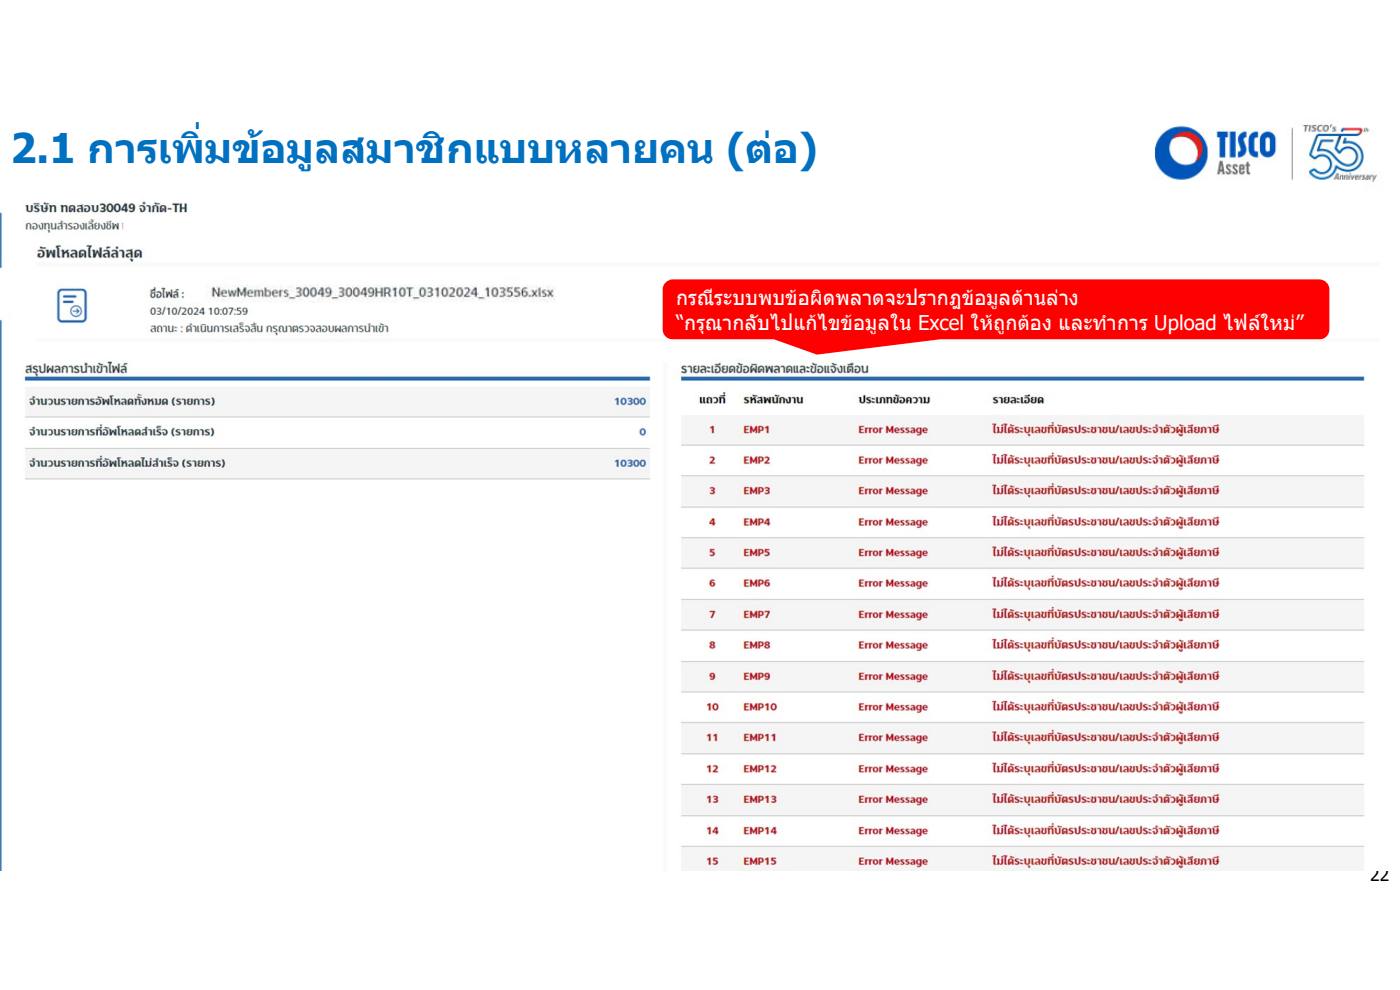 2.1 การเพิ่มข้อมูลสมาชิกแบบหลายคน (ต่อ)
TISCO
Asset
TISCO's
55th
Anniversary
บริษัท ทดสอบ30049 จำกัด-TH
กองทุนสำรองเลี้ยงชีพ
อัพโหลดไฟล์ล่าสุด
ชื่อไฟล์ : NewMembers_30049_30049HR10T_03102024_103556.xlsx
03/10/2024 10:07:59
สถานะ : ดำเนินการเสร็จสิ้น กรุณาตรวจสอบผลการนำเข้า
กรณีระบบพบข้อผิดพลาดจะปรากฏข้อมูลด้านล่าง
“กรุณากลับไปแก้ไขข้อมูลใน Excel ให้ถูกต้อง และทำการ Upload ไฟล์ใหม่”
สรุปผลการนำเข้าไฟล์
จำนวนรายการอัพโหลดทั้งหมด (รายการ) 10300
จำนวนรายการที่อัพโหลดสำเร็จ (รายการ) 0
จำนวนรายการที่อัพโหลดไม่สำเร็จ (รายการ) 10300
รายละเอียดข้อผิดพลาดและข้อแจ้งเตือน
แถวที่ รหัสพนักงาน ประเภทข้อความ รายละเอียด
1 EMP1 Error Message ไม่ได้ระบุเลขที่บัตรประชาชน/เลขประจำตัวผู้เสียภาษี
2 EMP2 Error Message ไม่ได้ระบุเลขที่บัตรประชาชน/เลขประจำตัวผู้เสียภาษี
3 EMP3 Error Message ไม่ได้ระบุเลขที่บัตรประชาชน/เลขประจำตัวผู้เสียภาษี
4 EMP4 Error Message ไม่ได้ระบุเลขที่บัตรประชาชน/เลขประจำตัวผู้เสียภาษี
5 EMP5 Error Message ไม่ได้ระบุเลขที่บัตรประชาชน/เลขประจำตัวผู้เสียภาษี
6 EMP6 Error Message ไม่ได้ระบุเลขที่บัตรประชาชน/เลขประจำตัวผู้เสียภาษี
7 EMP7 Error Message ไม่ได้ระบุเลขที่บัตรประชาชน/เลขประจำตัวผู้เสียภาษี
8 EMP8 Error Message ไม่ได้ระบุเลขที่บัตรประชาชน/เลขประจำตัวผู้เสียภาษี
9 EMP9 Error Message ไม่ได้ระบุเลขที่บัตรประชาชน/เลขประจำตัวผู้เสียภาษี
10 EMP10 Error Message ไม่ได้ระบุเลขที่บัตรประชาชน/เลขประจำตัวผู้เสียภาษี
11 EMP11 Error Message ไม่ได้ระบุเลขที่บัตรประชาชน/เลขประจำตัวผู้เสียภาษี
12 EMP12 Error Message ไม่ได้ระบุเลขที่บัตรประชาชน/เลขประจำตัวผู้เสียภาษี
13 EMP13 Error Message ไม่ได้ระบุเลขที่บัตรประชาชน/เลขประจำตัวผู้เสียภาษี
14 EMP14 Error Message ไม่ได้ระบุเลขที่บัตรประชาชน/เลขประจำตัวผู้เสียภาษี
15 EMP15 Error Message ไม่ได้ระบุเลขที่บัตรประชาชน/เลขประจำตัวผู้เสียภาษี
22